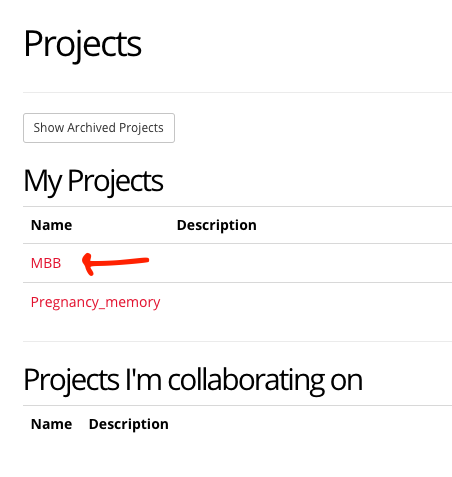 Projects
Show Archived Projects
My Projects
Name Description
MBB
Pregnancy_memory
Projects I'm collaborating on
Name Description